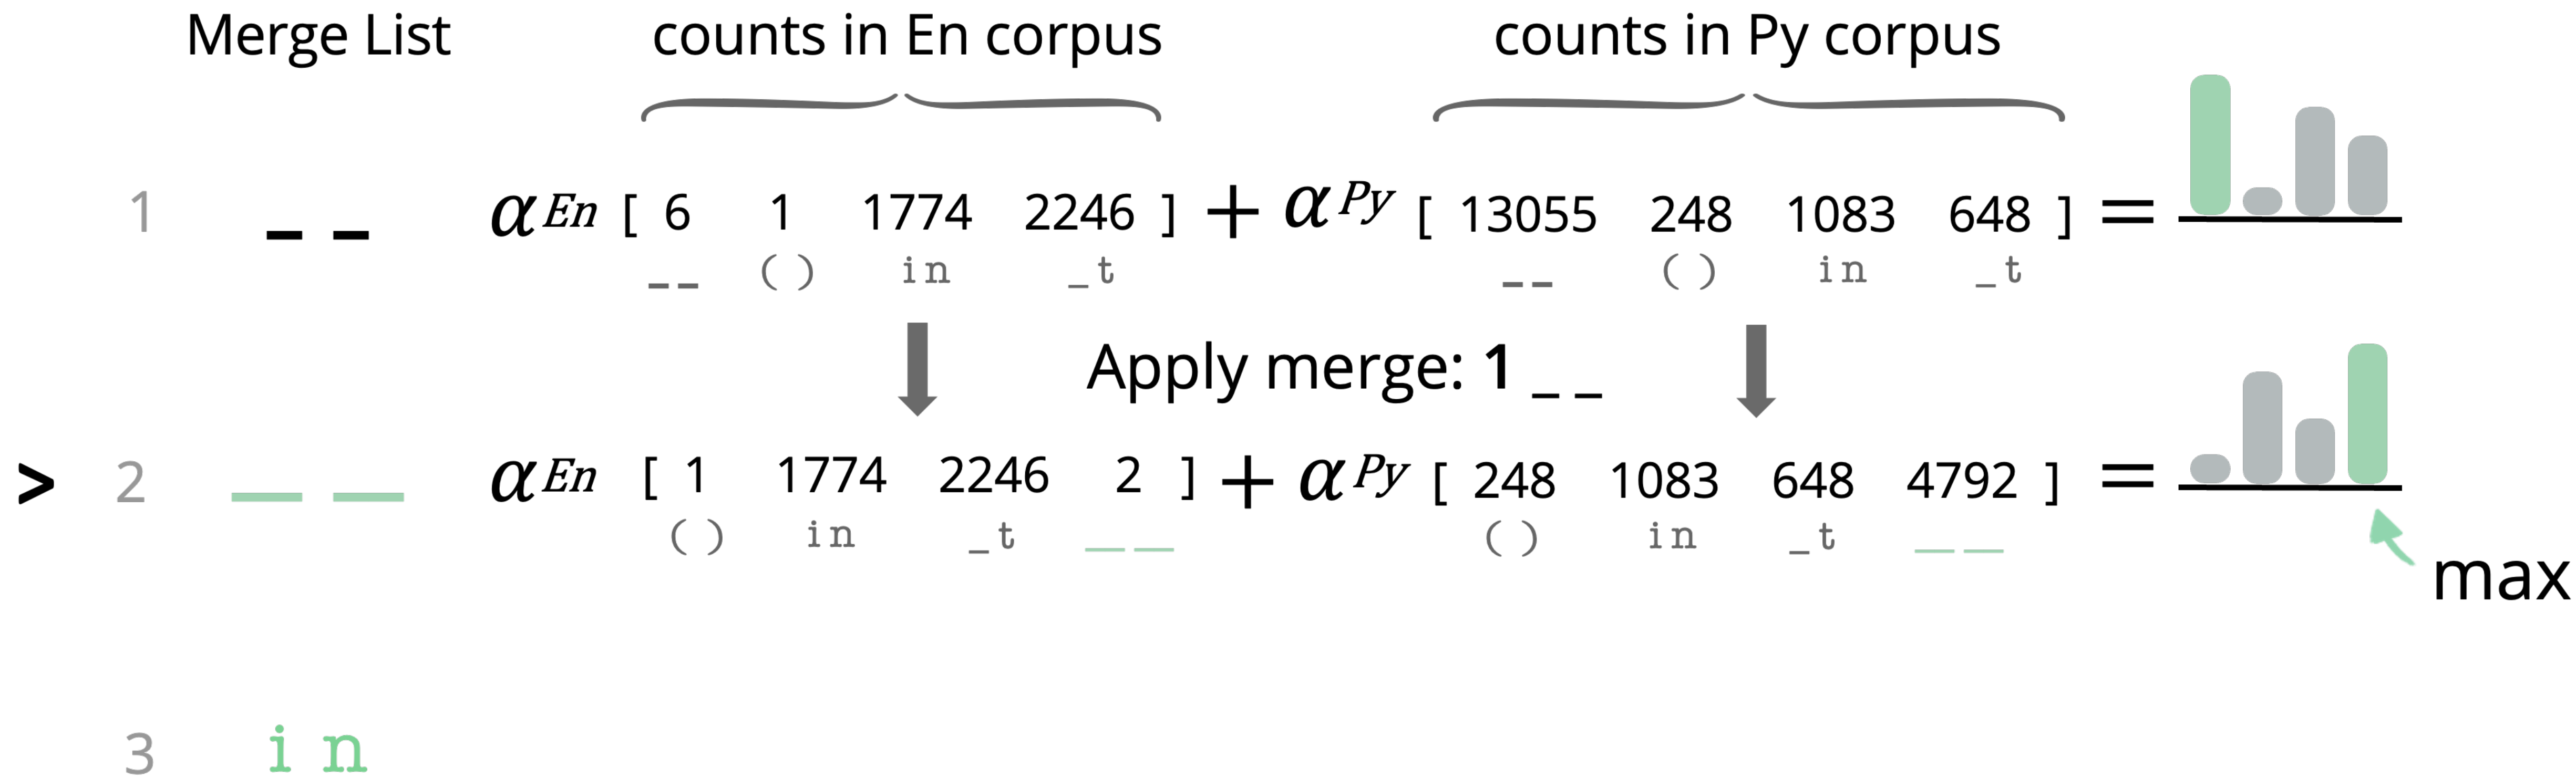 Merge List counts in En corpus counts in Py corpus
1 _ _ α En [ 6 1 1774 2246 ] + α Py [ 13055 248 1083 648 ] =
__ ( ) in _t __ ( ) in _t
Apply merge: 1 _ _
> 2 __ __ α En [ 1 1774 2246 2 ] + α Py [ 248 1083 648 4792 ] =
( ) in _t __ __ ( ) in _t __ __
max
3 i n